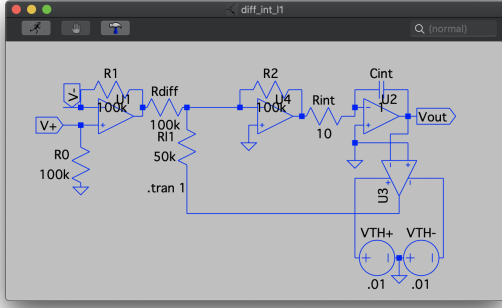 diff_int_l1
(normal)
R1
V-
U1
100k
Rdiff
100k
R2
U4
100k
Rint
10
Cint
U2
1
Vout
V+
R0
100k
Rl1
50k
.tran 1
U3
VTH+
VTH-
.01
.01